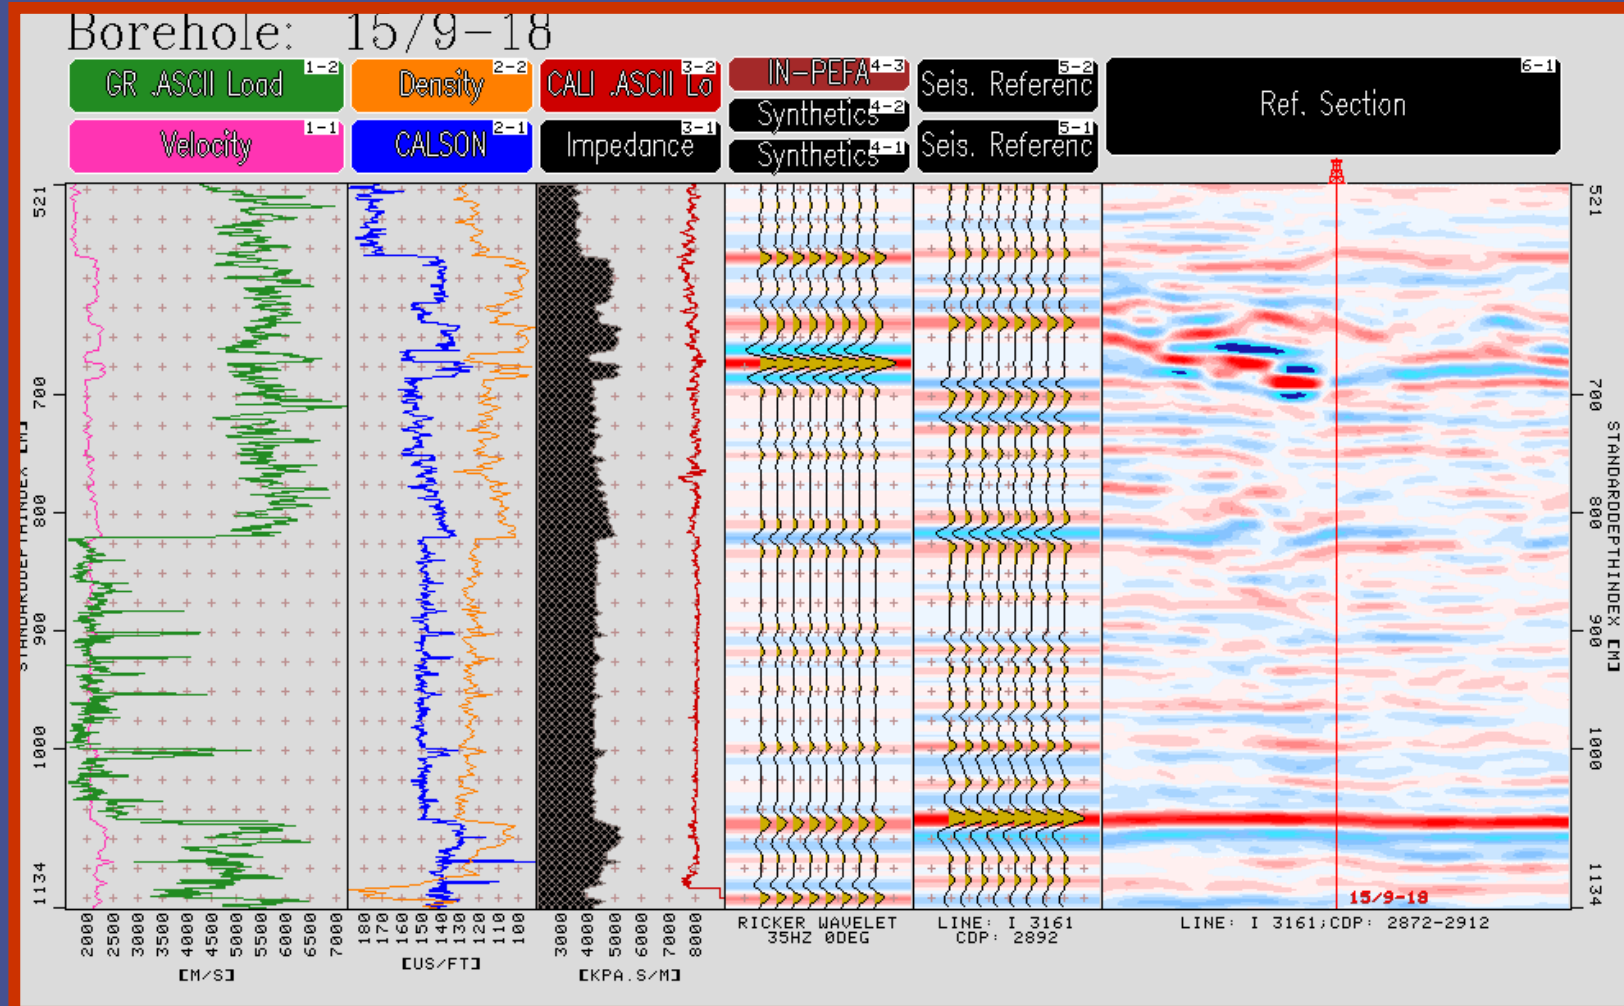 Borehole: 15/9-18
GR .ASCII Load 1-2
Velocity 1-1
Density 2-2
CALSON 2-1
CALI .ASCII Lo 3-2
Impedance 3-1
IN-PEFA 4-3
Synthetics 4-2
Synthetics 4-1
Seis. Referenc 5-2
Seis. Referenc 5-1
Ref. Section 6-1
521
700
800
900
1000
1134
STANDARDDEPTHINDEX [M]
521
700
800
900
1000
1134
STANDARDDEPTHINDEX [M]
15/9-18
2000 2500 3000 3500 4000 4500 5000 5500 6000 6500 7000
[M/S]
180 170 160 150 140 130 120 110 100
[US/FT]
3000 4000 5000 6000 7000 8000
[KPA.S/M]
RICKER WAVELET
35HZ 0DEG
LINE: I 3161
CDP: 2892
LINE: I 3161;CDP: 2872-2912